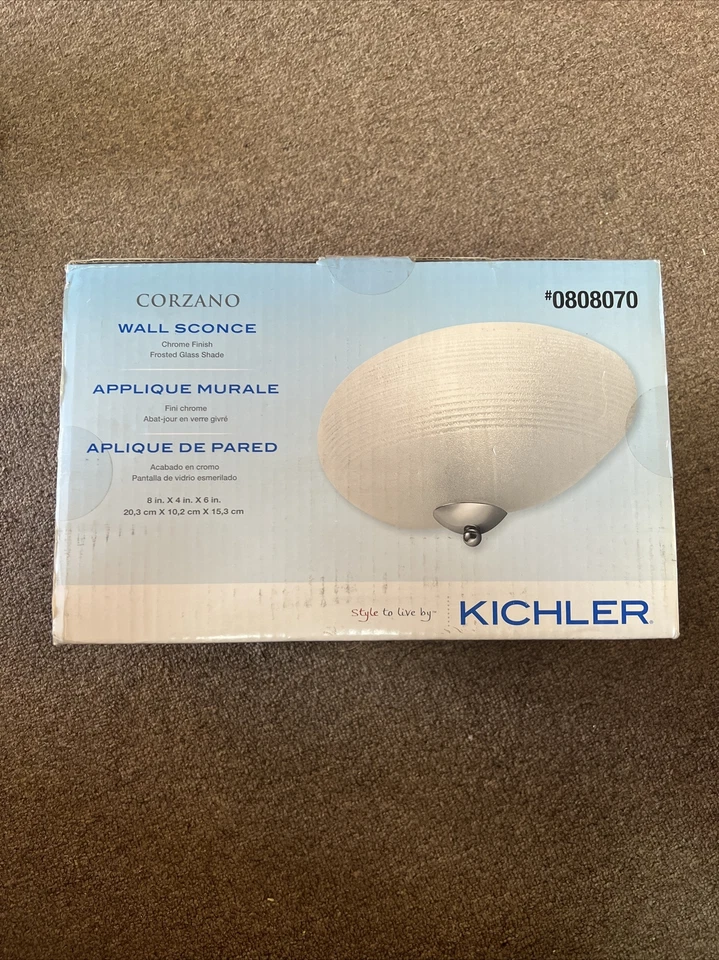 CORZANO
WALL SCONCE
Chrome Finish
Frosted Glass Shade
APPLIQUE MURALE
Fini chrome
Abat-jour en verre givré
APLIQUE DE PARED
Acabado en cromo
Pantalla de vidrio esmerilado
8 in. X 4 in. X 6 in.
20,3 cm X 10,2 cm X 15,3 cm
#0808070
Style to live by~
KICHLER®